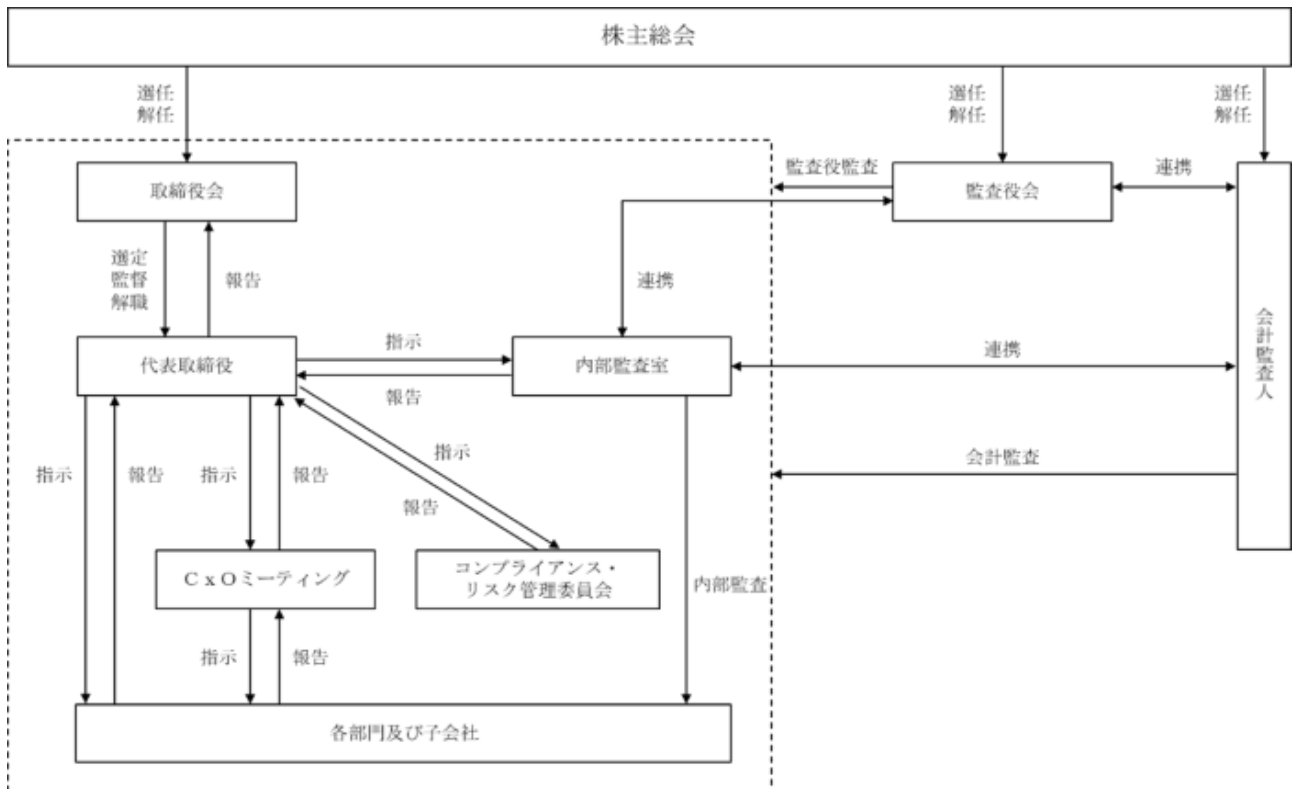 株主総会
選任
解任
選任
解任
選任
解任
取締役会
監査役監査
監査役会
連携
選定
監督
解職
報告
連携
代表取締役
指示
報告
内部監査室
連携
会計監査人
指示
報告
指示
報告
指示
報告
会計監査
CxOミーティング
コンプライアンス・
リスク管理委員会
内部監査
指示
報告
各部門及び子会社